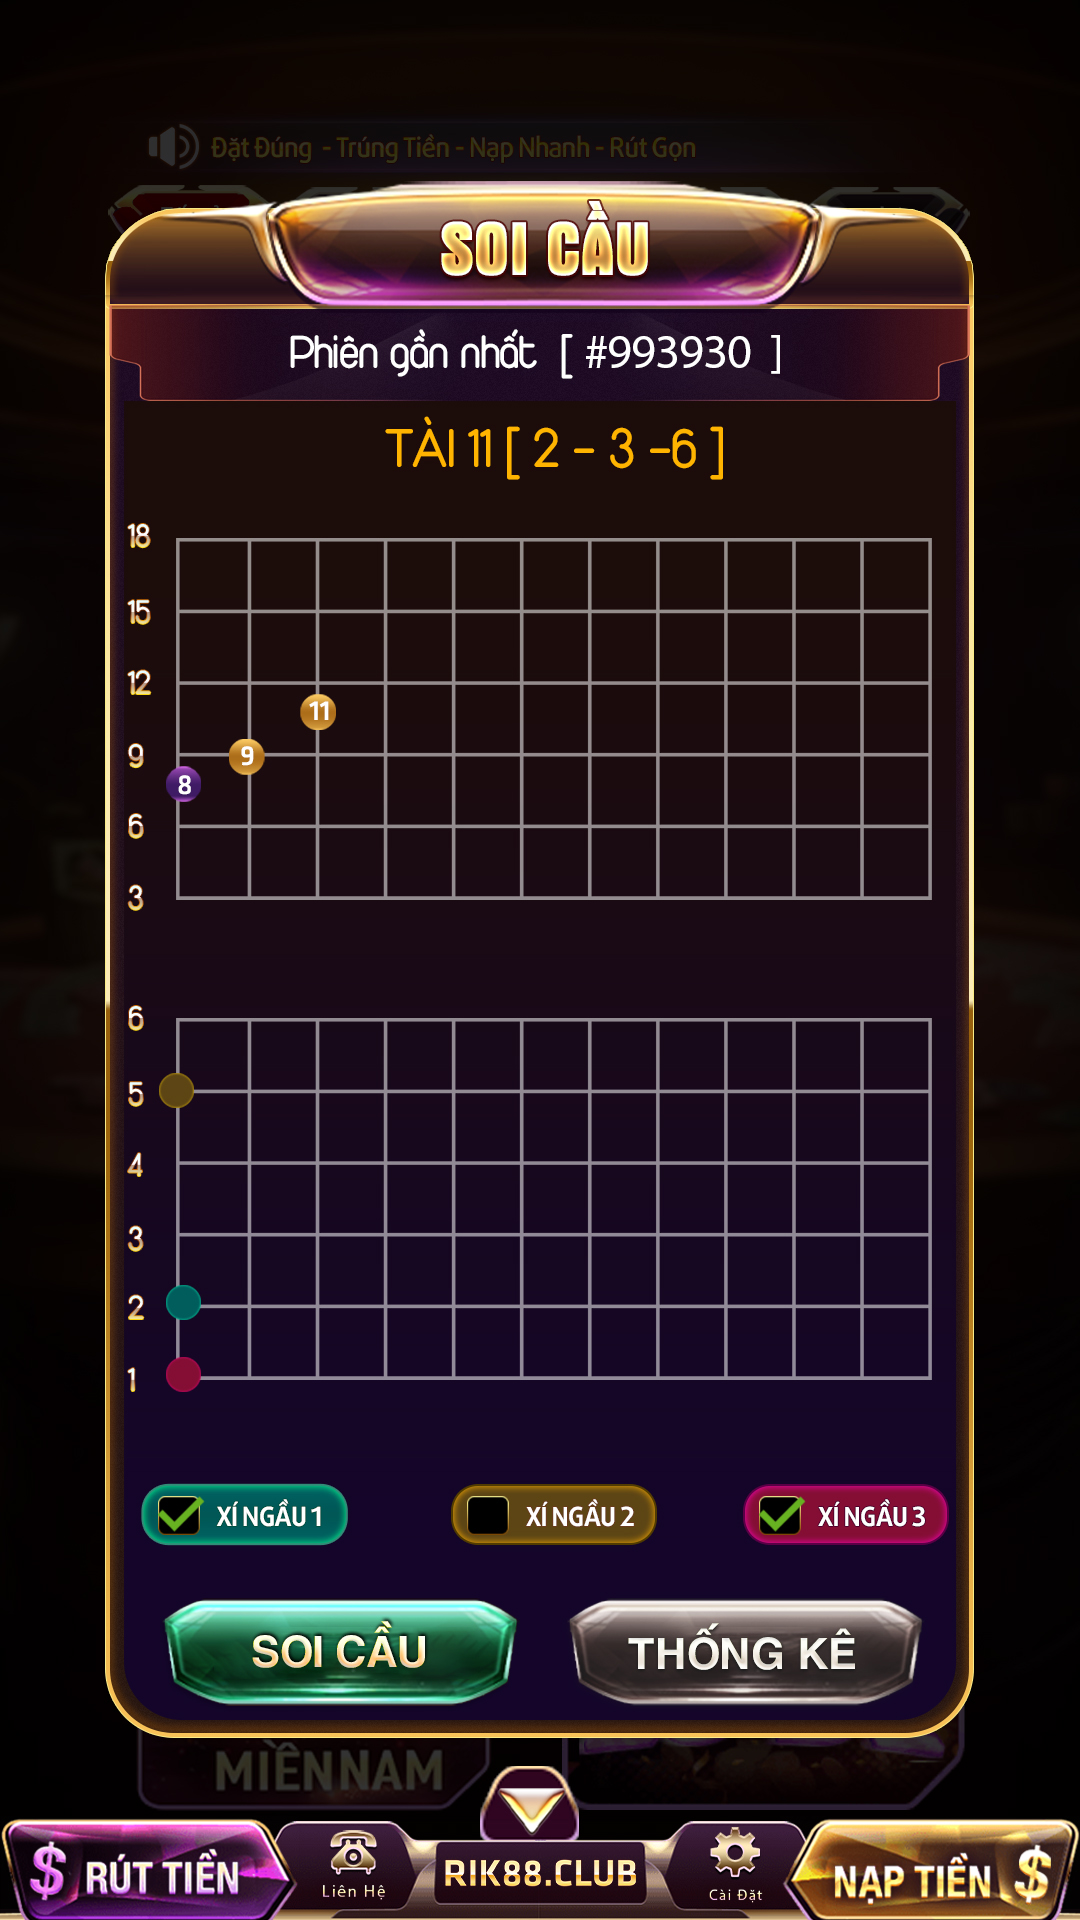 Đặt Đúng - Trúng Tiền - Nạp Nhanh - Rút Gọn
SOI CẦU
Phiên gần nhất [ #993930 ]
TÀI 11 [ 2 - 3 -6 ]
18
15
12
11
9
9
8
6
3
6
5
4
3
2
1
XÍ NGẦU 1
XÍ NGẦU 2
XÍ NGẦU 3
SOI CẦU
THỐNG KÊ
MIỀN NAM
$ RÚT TIỀN
Liên Hệ
RIK88.CLUB
Cài Đặt
NẠP TIỀN $